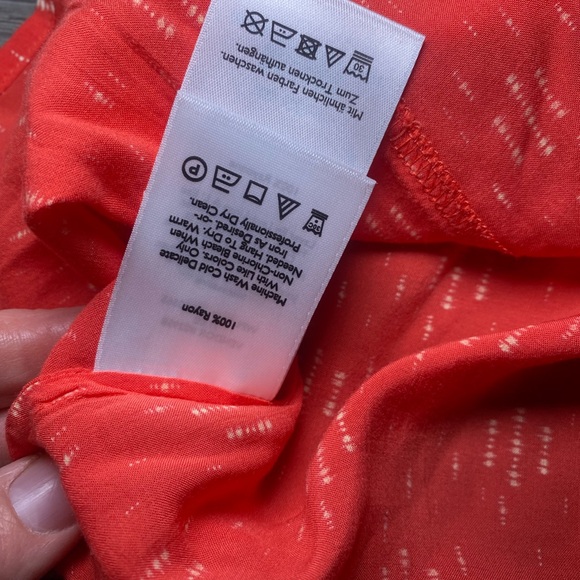 100% Rayon
Machine Wash Cold Delicate
With Like Colors. Only
Non-Chlorine Bleach When
Needed. Hang To Dry. Warm
Iron As Desired. -or-
Professionally Dry Clean.
P
30
Mit ähnlichen Farben waschen.
Zum Trocknen aufhängen.